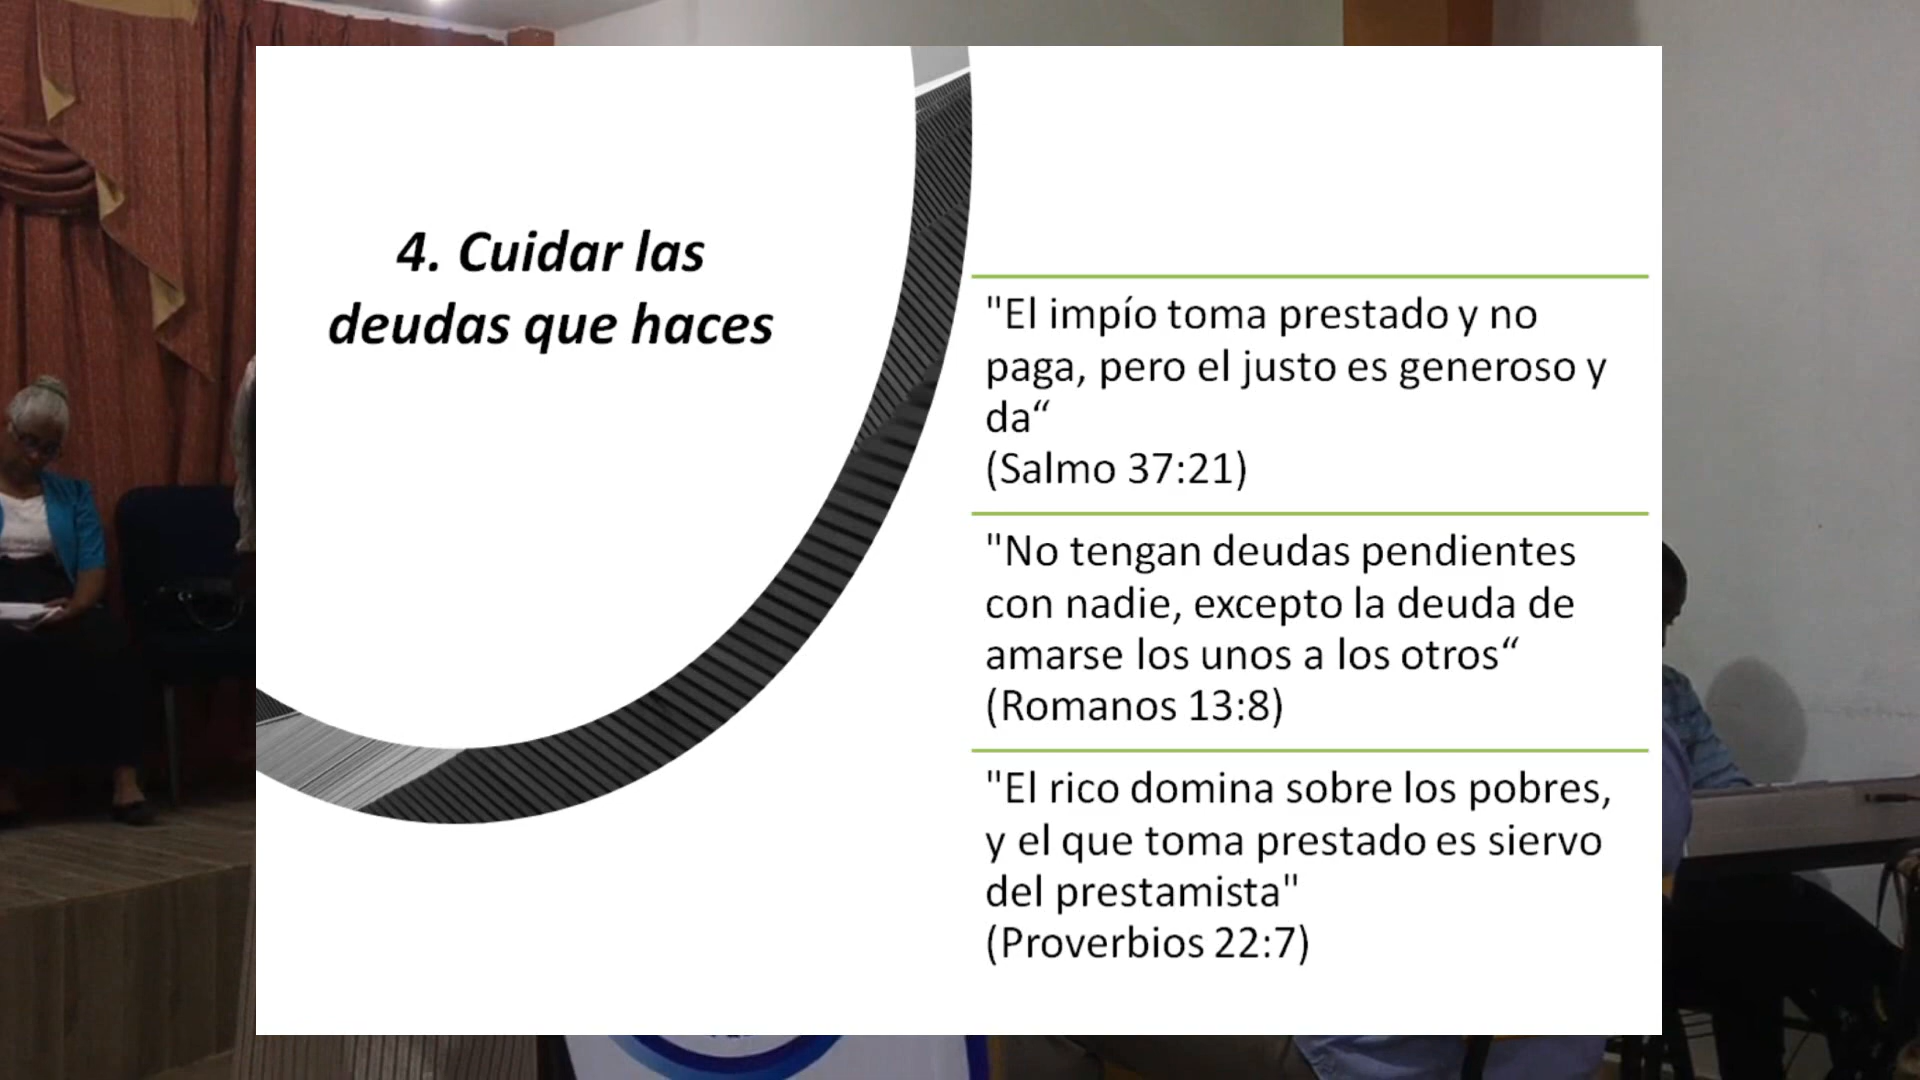 4. Cuidar las
deudas que haces
"El impío toma prestado y no
paga, pero el justo es generoso y
da“
(Salmo 37:21)
"No tengan deudas pendientes
con nadie, excepto la deuda de
amarse los unos a los otros“
(Romanos 13:8)
"El rico domina sobre los pobres,
y el que toma prestado es siervo
del prestamista"
(Proverbios 22:7)